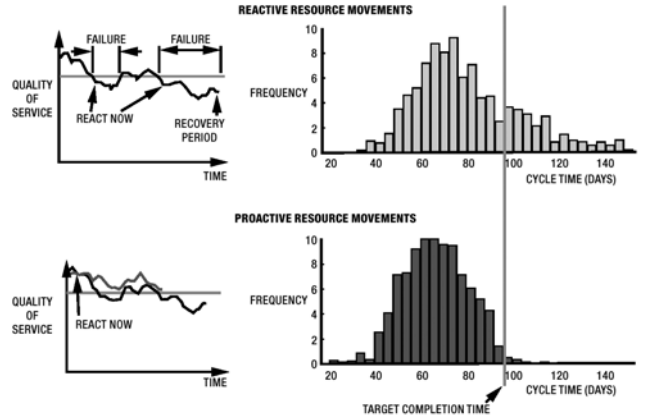 REACTIVE RESOURCE MOVEMENTS
FAILURE
FAILURE
QUALITY
OF
SERVICE
REACT NOW
RECOVERY
PERIOD
TIME
10
8
6
4
2
0
FREQUENCY
20 40 60 80 100 120 140
CYCLE TIME (DAYS)
PROACTIVE RESOURCE MOVEMENTS
QUALITY
OF
SERVICE
REACT NOW
TIME
10
8
6
4
2
0
FREQUENCY
20 40 60 80 100 120 140
CYCLE TIME (DAYS)
TARGET COMPLETION TIME